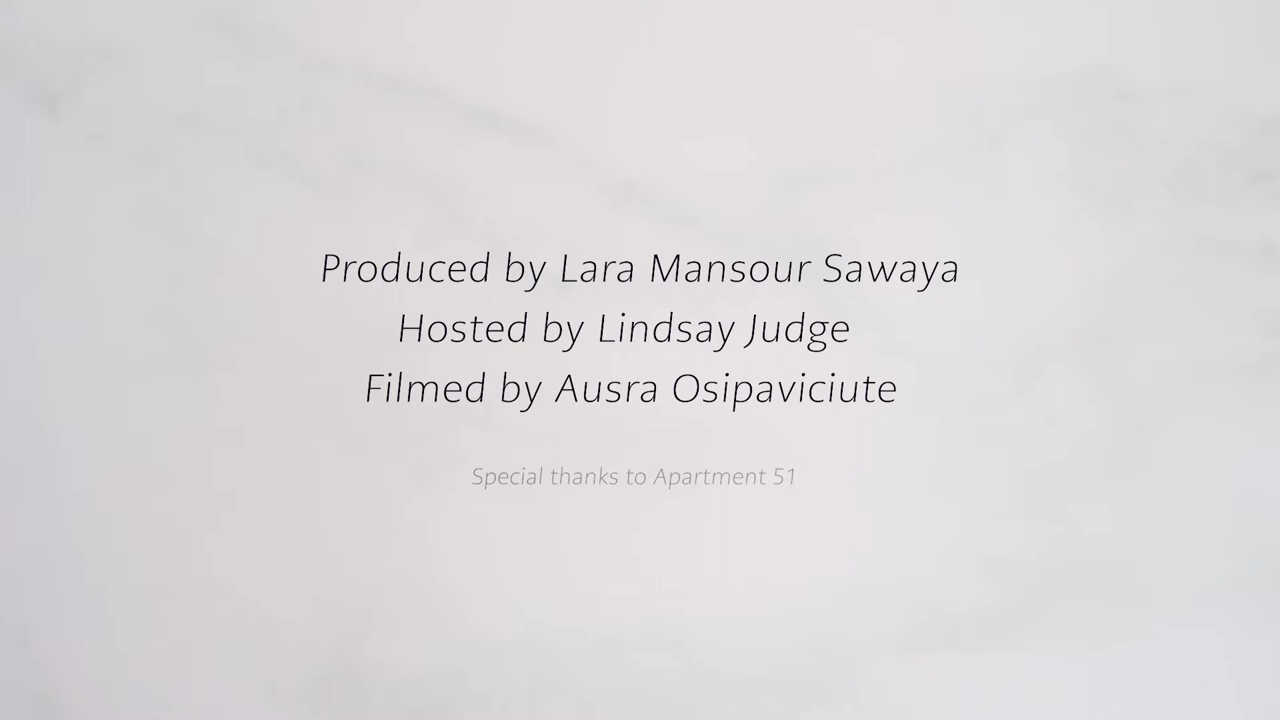 Produced by Lara Mansour Sawaya
Hosted by Lindsay Judge
Filmed by Ausra Osipaviciute
Special thanks to Apartment 51